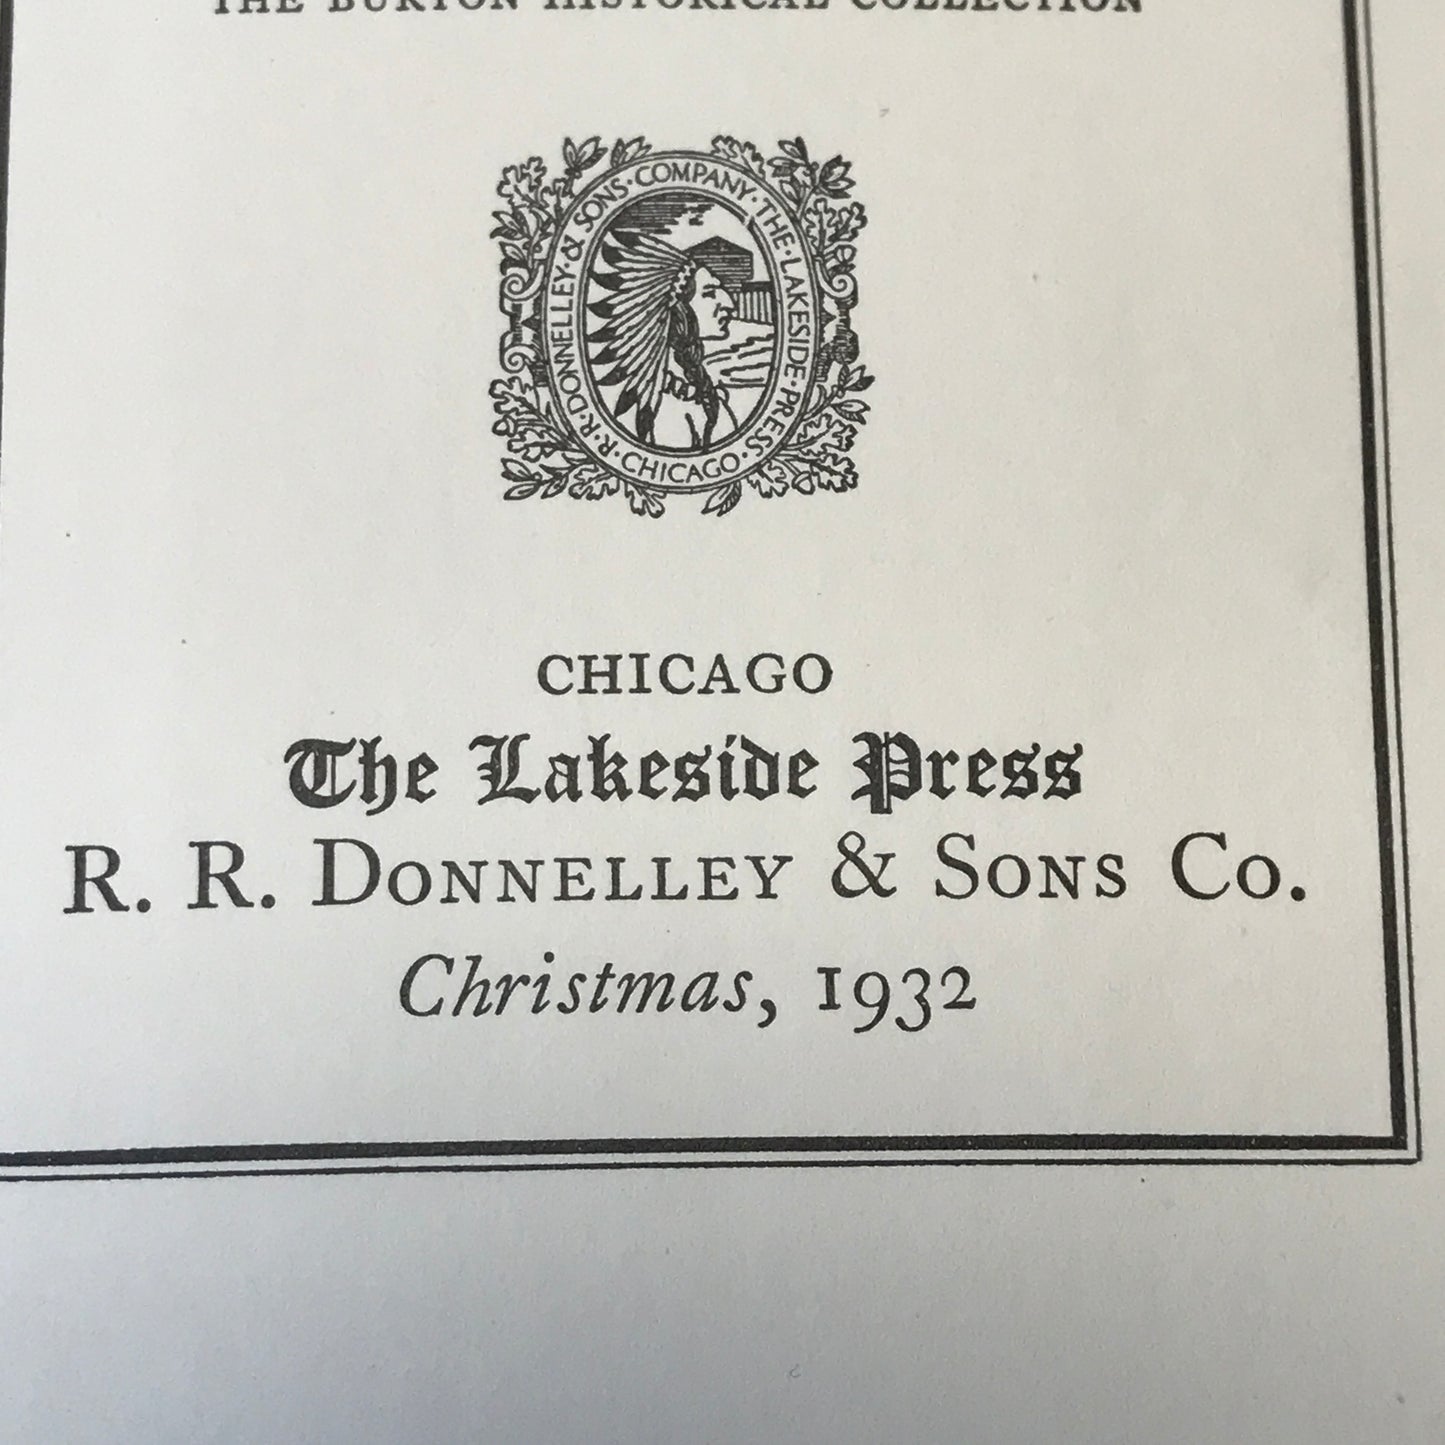 THE BURTON HISTORICAL COLLECTION
R·R·DONNELLEY·&·SONS·COMPANY·THE·LAKESIDE·PRESS·
·CHICAGO·
CHICAGO
The Lakeside Press
R. R. DONNELLEY & SONS CO.
Christmas, 1932